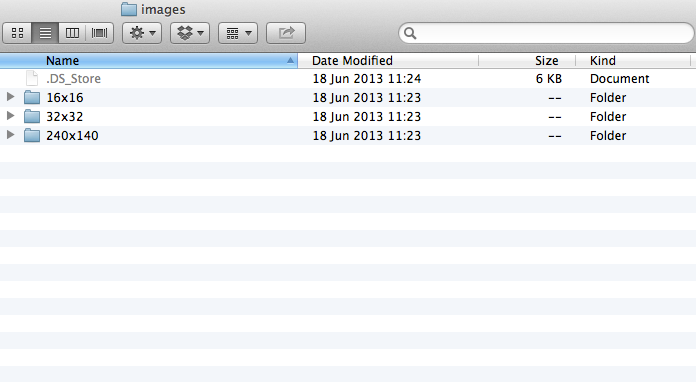 images
Name Date Modified Size Kind
.DS_Store 18 Jun 2013 11:24 6 KB Document
16x16 18 Jun 2013 11:23 -- Folder
32x32 18 Jun 2013 11:23 -- Folder
240x140 18 Jun 2013 11:23 -- Folder